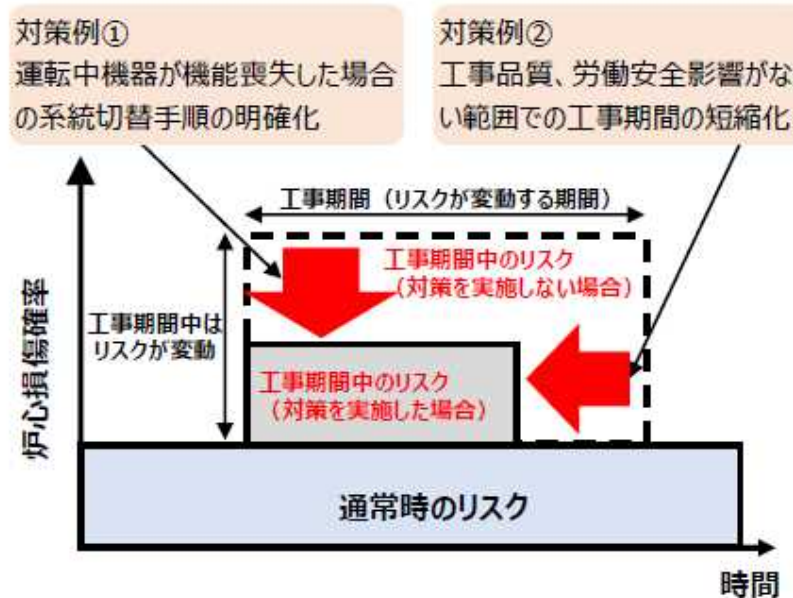 対策例①
運転中機器が機能喪失した場合
の系統切替手順の明確化
対策例②
工事品質、労働安全影響がな
い範囲での工事期間の短縮化
工事期間（リスクが変動する期間）
工事期間中のリスク
（対策を実施しない場合）
工事期間中は
リスクが変動
工事期間中のリスク
（対策を実施した場合）
炉心損傷確率
通常時のリスク
時間